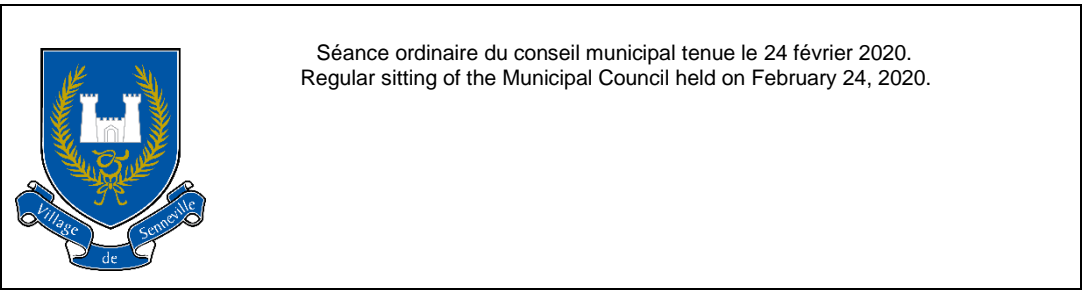 Séance ordinaire du conseil municipal tenue le 24 février 2020.
Regular sitting of the Municipal Council held on February 24, 2020.
Village
de
Senneville